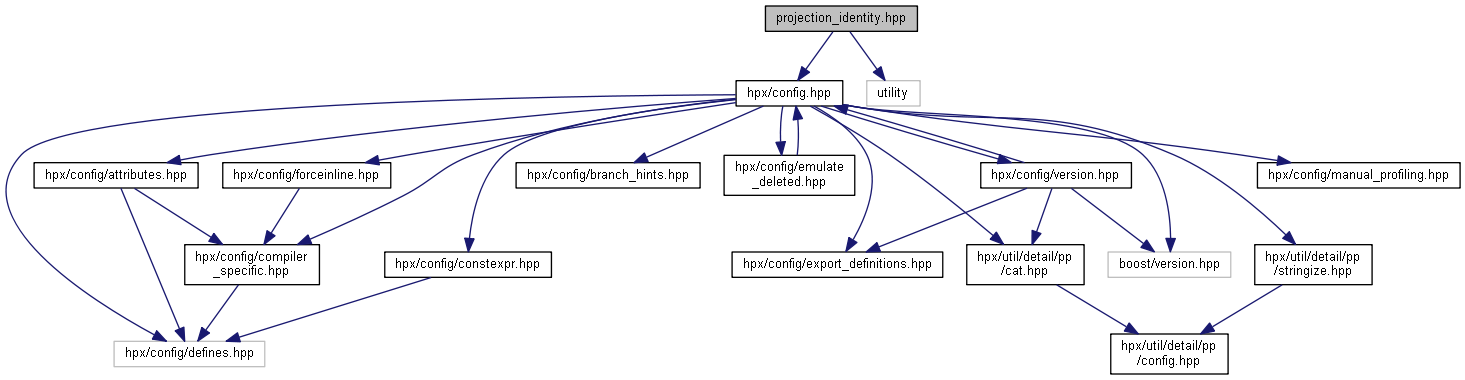 projection_identity.hpp
hpx/config.hpp
utility
hpx/config/attributes.hpp
hpx/config/forceinline.hpp
hpx/config/branch_hints.hpp
hpx/config/emulate
_deleted.hpp
hpx/config/version.hpp
hpx/config/manual_profiling.hpp
hpx/config/compiler
_specific.hpp
hpx/config/constexpr.hpp
hpx/config/export_definitions.hpp
hpx/util/detail/pp
/cat.hpp
boost/version.hpp
hpx/util/detail/pp
/stringize.hpp
hpx/config/defines.hpp
hpx/util/detail/pp
/config.hpp